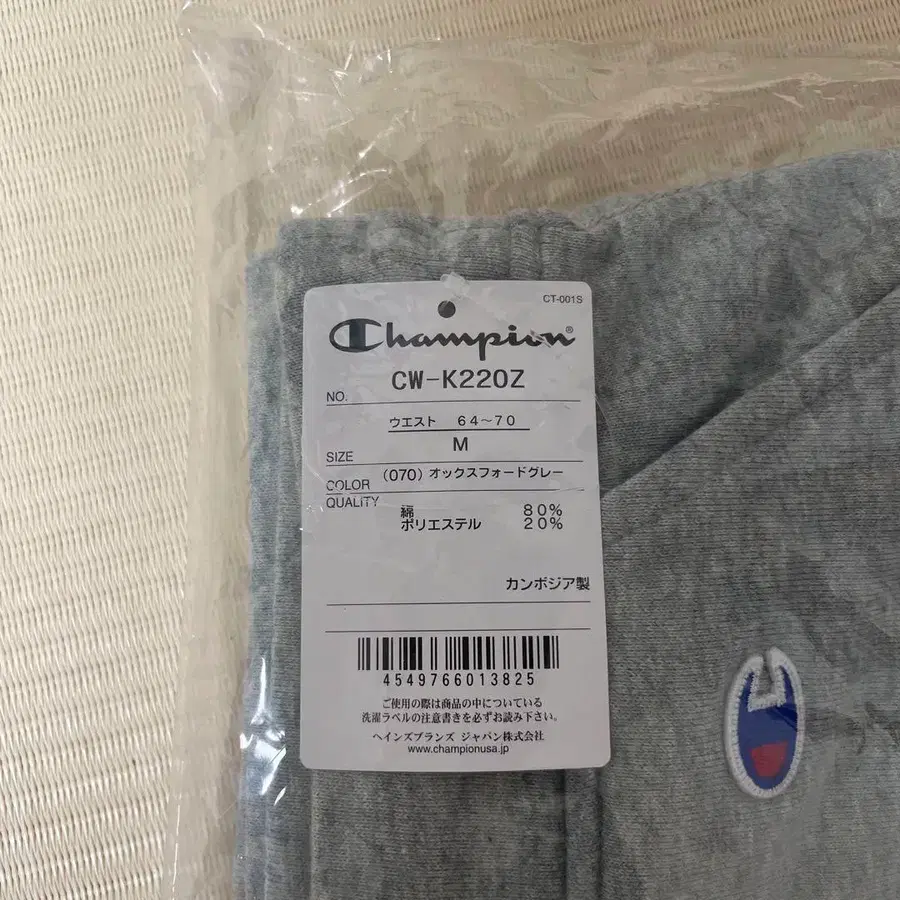 CT-001S
Champion®
NO. CW-K220Z
ウエスト 64～70
SIZE M
COLOR (070) オックスフォードグレー
QUALITY
綿 80%
ポリエステル 20%
カンボジア製
4549766013825
ご使用の際は商品の中についている
洗濯ラベルの注意書きを必ずお読み下さい。
ヘインズブランズ ジャパン株式会社
www.championusa.jp